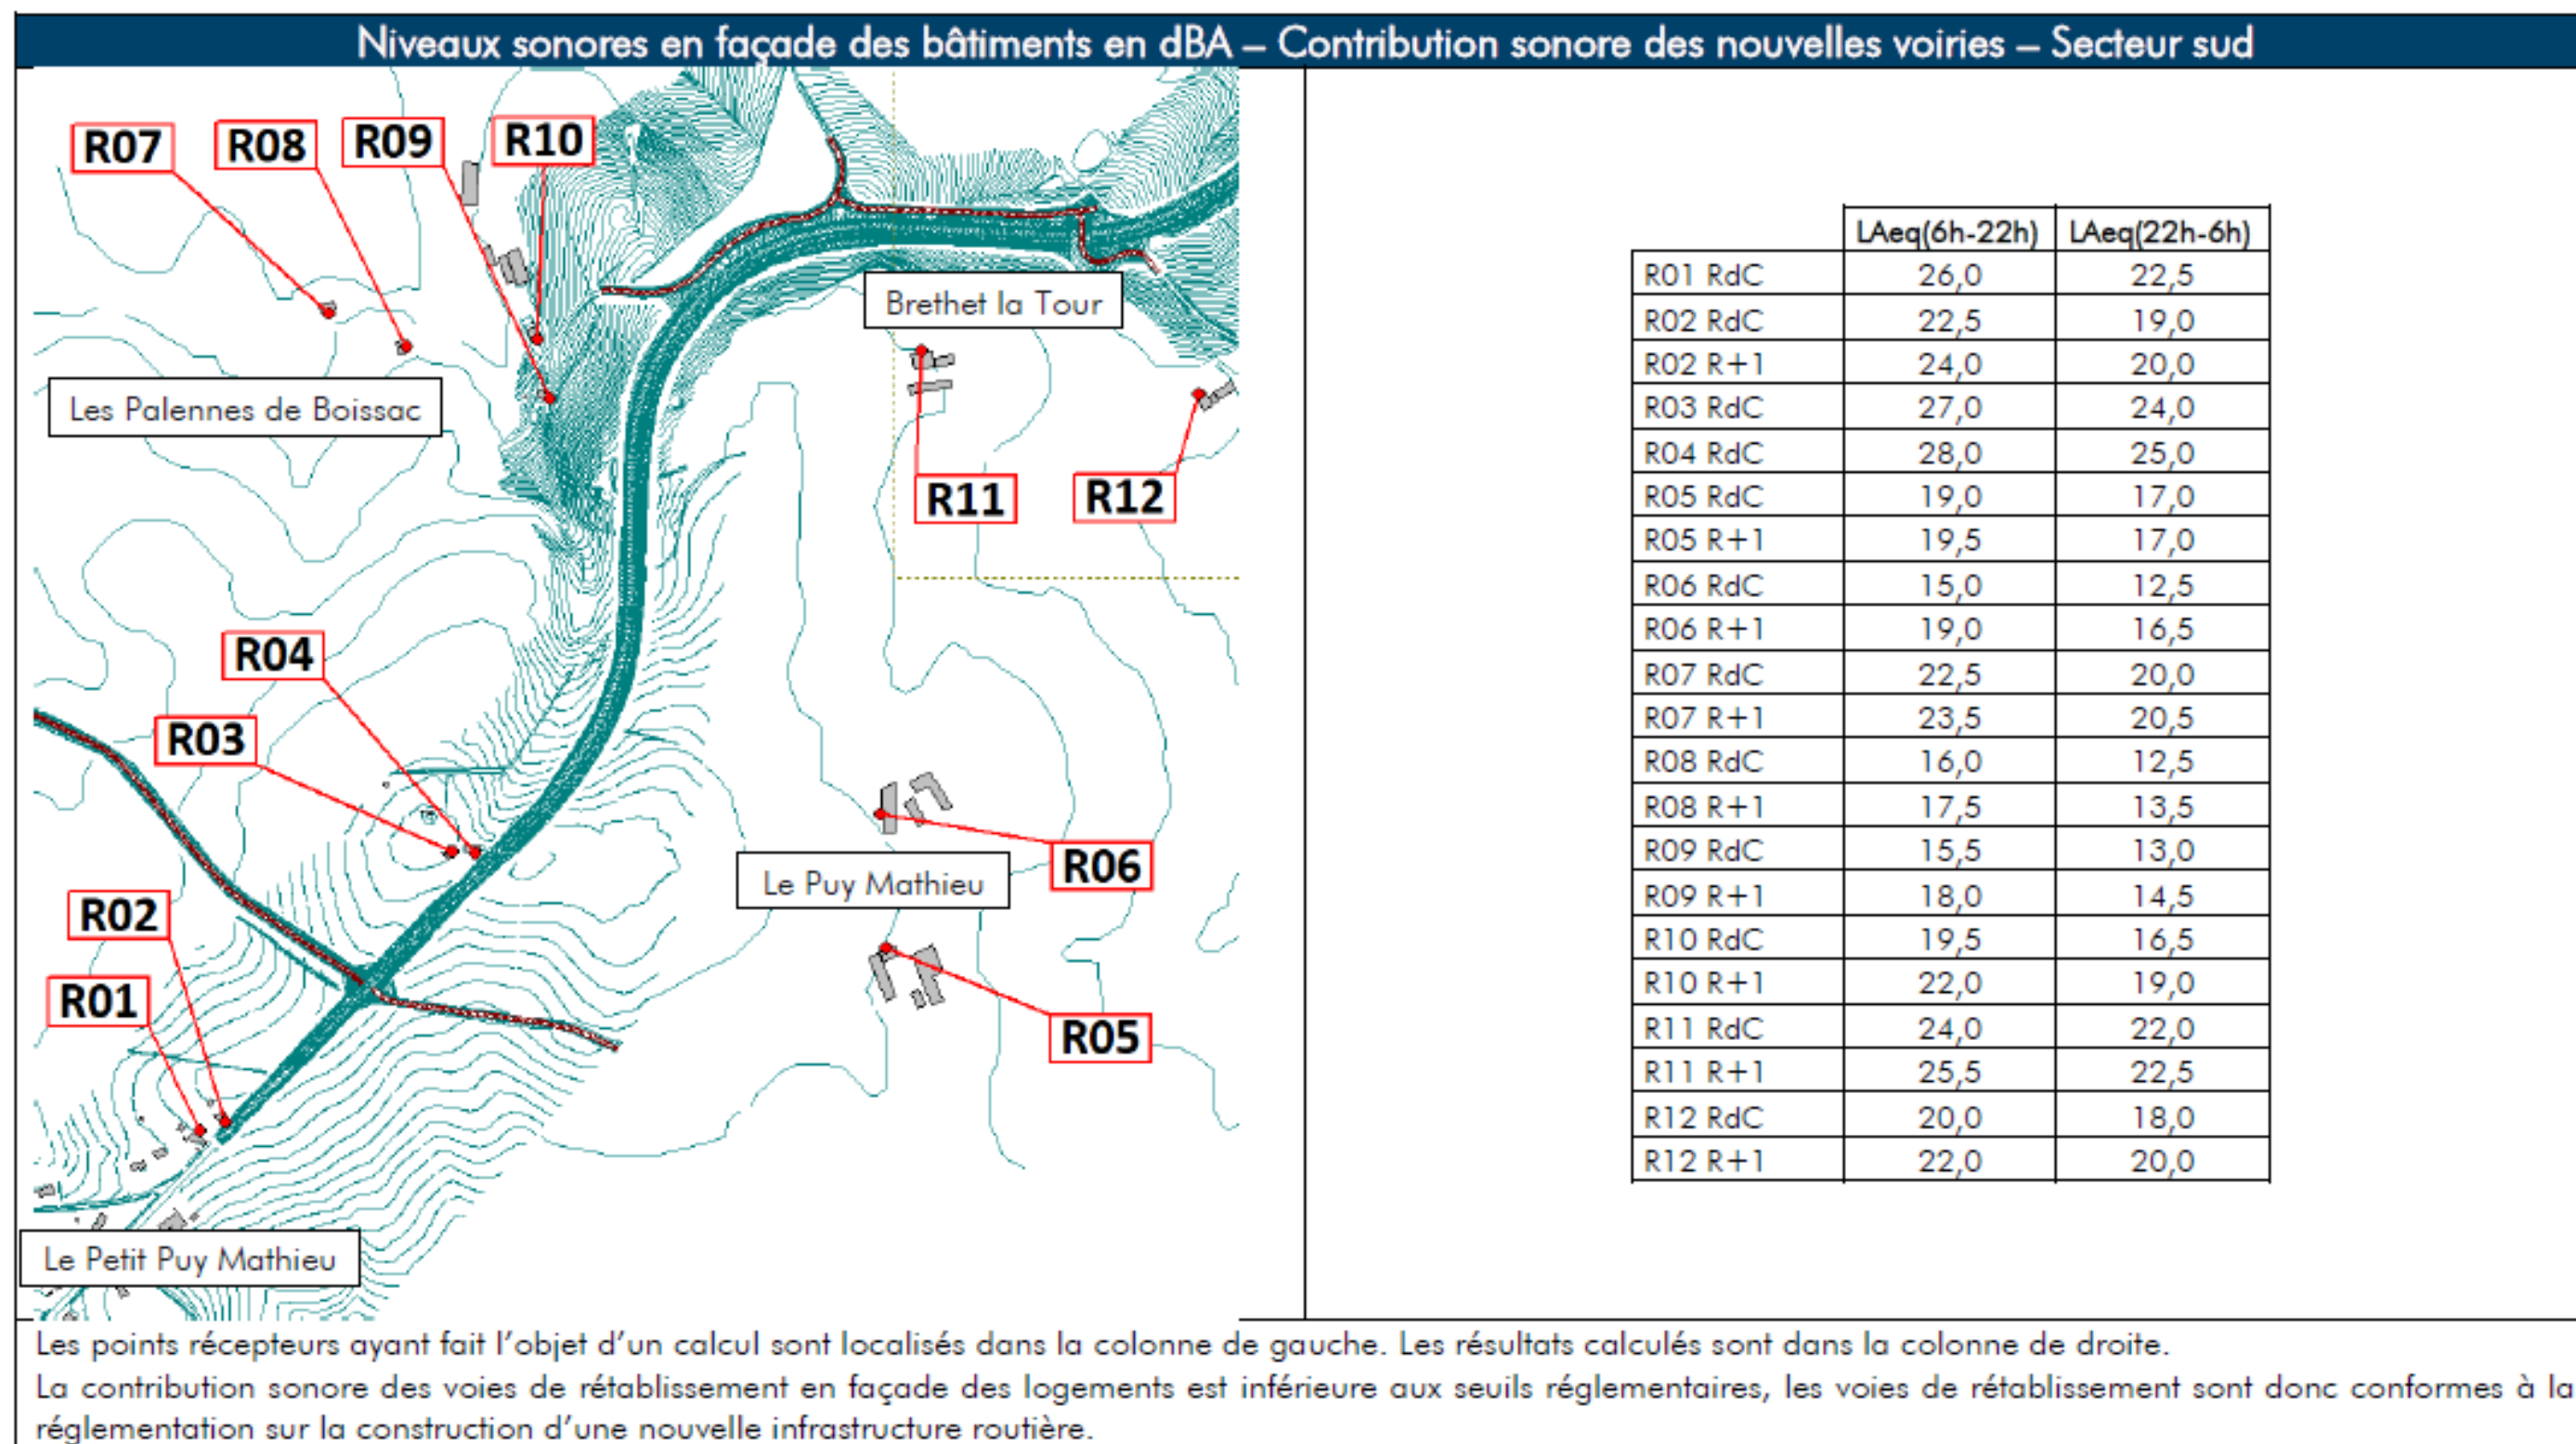 Niveaux sonores en façade des bâtiments en dBA – Contribution sonore des nouvelles voiries – Secteur sud
R07 R08 R09 R10
Brethet la Tour
Les Palennes de Boissac
R11 R12
R04
R03
R06
Le Puy Mathieu
R02
R01
R05
Le Petit Puy Mathieu
LAeq(6h-22h) LAeq(22h-6h)
R01 RdC 26,0 22,5
R02 RdC 22,5 19,0
R02 R+1 24,0 20,0
R03 RdC 27,0 24,0
R04 RdC 28,0 25,0
R05 RdC 19,0 17,0
R05 R+1 19,5 17,0
R06 RdC 15,0 12,5
R06 R+1 19,0 16,5
R07 RdC 22,5 20,0
R07 R+1 23,5 20,5
R08 RdC 16,0 12,5
R08 R+1 17,5 13,5
R09 RdC 15,5 13,0
R09 R+1 18,0 14,5
R10 RdC 19,5 16,5
R10 R+1 22,0 19,0
R11 RdC 24,0 22,0
R11 R+1 25,5 22,5
R12 RdC 20,0 18,0
R12 R+1 22,0 20,0
Les points récepteurs ayant fait l'objet d'un calcul sont localisés dans la colonne de gauche. Les résultats calculés sont dans la colonne de droite.
La contribution sonore des voies de rétablissement en façade des logements est inférieure aux seuils réglementaires, les voies de rétablissement sont donc conformes à la
réglementation sur la construction d'une nouvelle infrastructure routière.